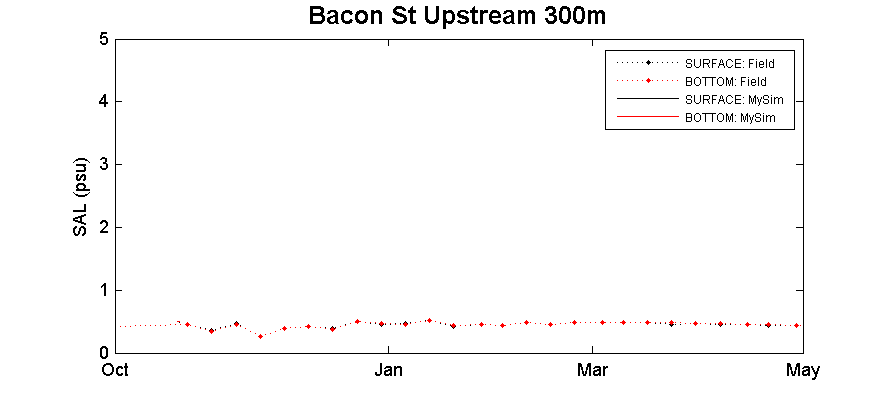 Bacon St Upstream 300m
5
SURFACE: Field
BOTTOM: Field
SURFACE: MySim
BOTTOM: MySim
4
3
SAL (psu)
2
1
0
Oct Jan Mar May